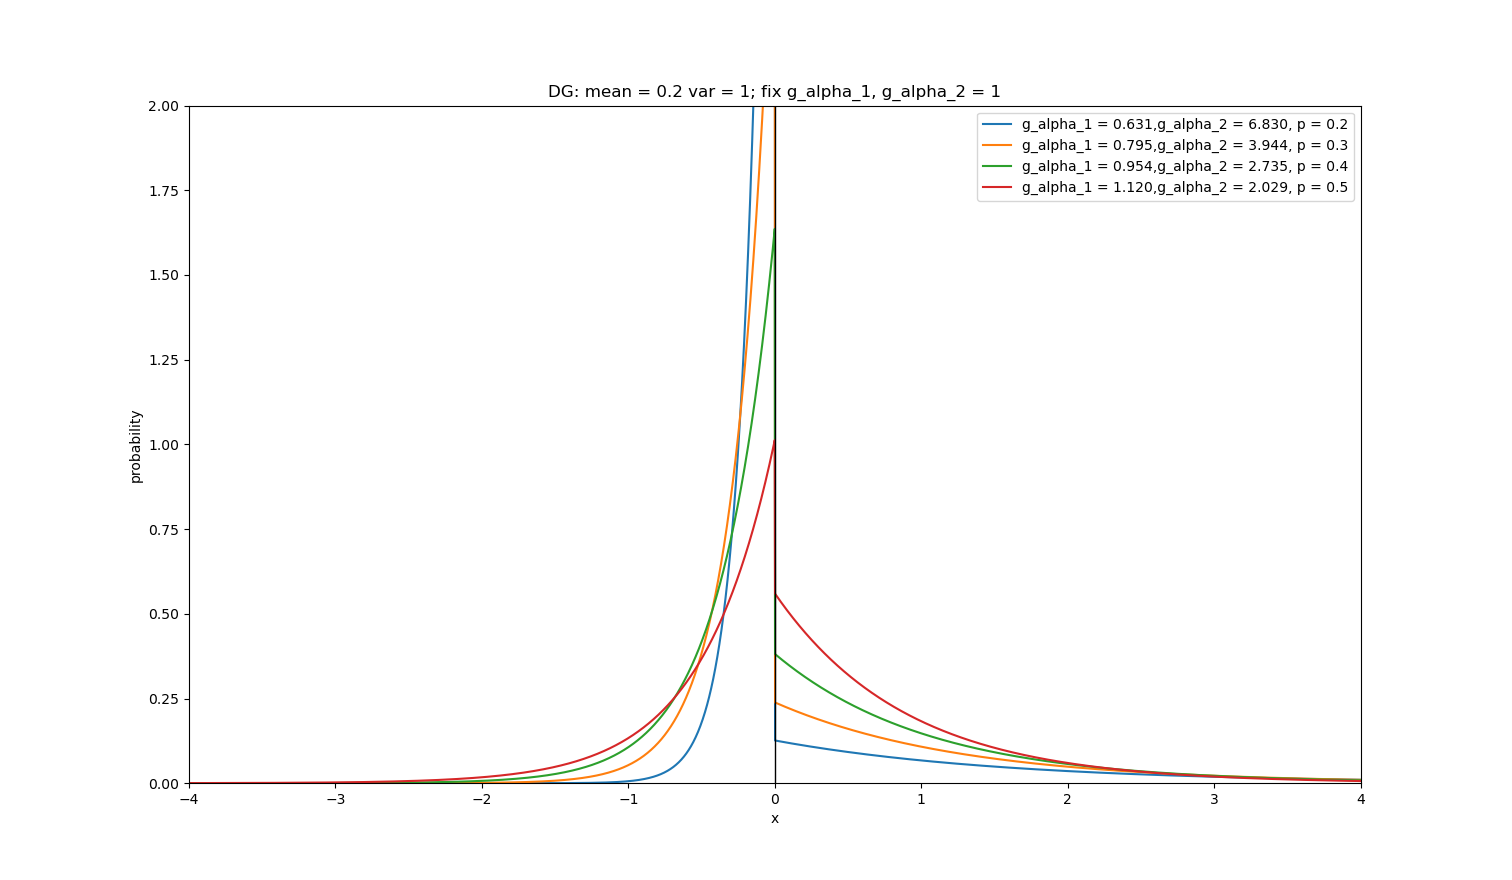 DG: mean = 0.2 var = 1; fix g_alpha_1, g_alpha_2 = 1
2.00
1.75
1.50
1.25
1.00
0.75
0.50
0.25
0.00
probability
g_alpha_1 = 0.631,g_alpha_2 = 6.830, p = 0.2
g_alpha_1 = 0.795,g_alpha_2 = 3.944, p = 0.3
g_alpha_1 = 0.954,g_alpha_2 = 2.735, p = 0.4
g_alpha_1 = 1.120,g_alpha_2 = 2.029, p = 0.5
−4 −3 −2 −1 0 1 2 3 4
x